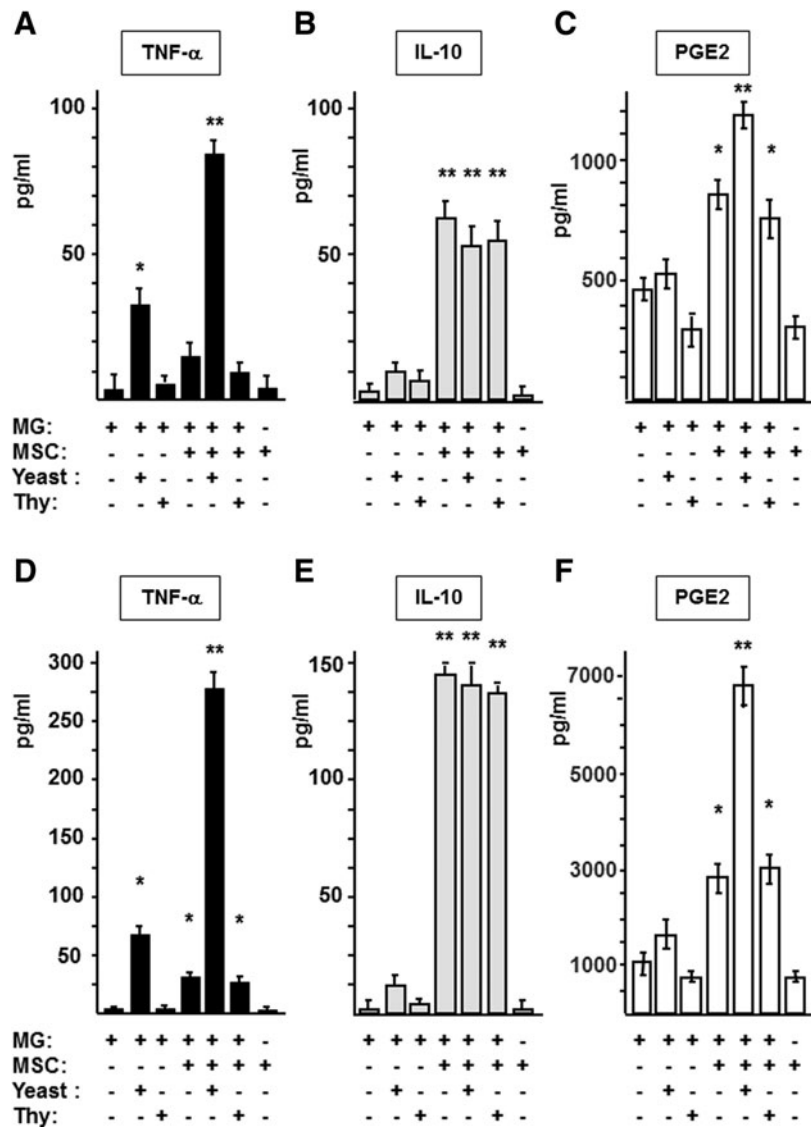 A B C
TNF-α IL-10 PGE2
100 100 1000
50 50 500
pg/ml pg/ml pg/ml
* **
** ** **
* ** *
MG: + + + + + + - + + + + + + - + + + + + + -
MSC: - - - + + + + - - - + + + + - - - + + + +
Yeast : - + - - + - - - + - - + - - - + - - + - -
Thy: - - + - - + - - - + - - + - - - + - - + -
D E F
TNF-α IL-10 PGE2
300 150 7000
250 100 5000
200 50 3000
150 1000
100
50
pg/ml pg/ml pg/ml
* * ** *
** ** **
* ** *
MG: + + + + + + - + + + + + + - + + + + + + -
MSC: - - - + + + + - - - + + + + - - - + + + +
Yeast : - + - - + - - - + - - + - - - + - - + - -
Thy: - - + - - + - - - + - - + - - - + - - + -